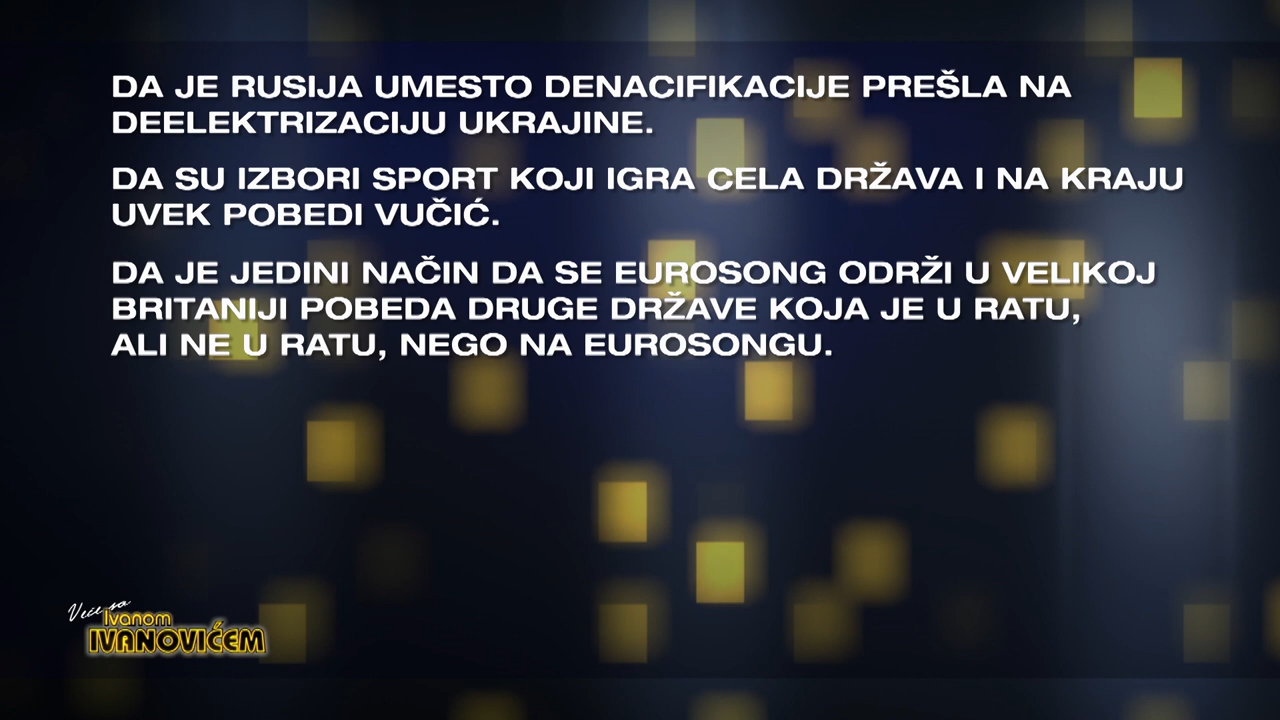 DA JE RUSIJA UMESTO DENACIFIKACIJE PREŠLA NA
DEELEKTRIZACIJU UKRAJINE.
DA SU IZBORI SPORT KOJI IGRA CELA DRŽAVA I NA KRAJU
UVEK POBEDI VUČIĆ.
DA JE JEDINI NAČIN DA SE EUROSONG ODRŽI U VELIKOJ
BRITANIJI POBEDA DRUGE DRŽAVE KOJA JE U RATU,
ALI NE U RATU, NEGO NA EUROSONGU.
Veče sa
Ivanom
IVANOVIĆEM